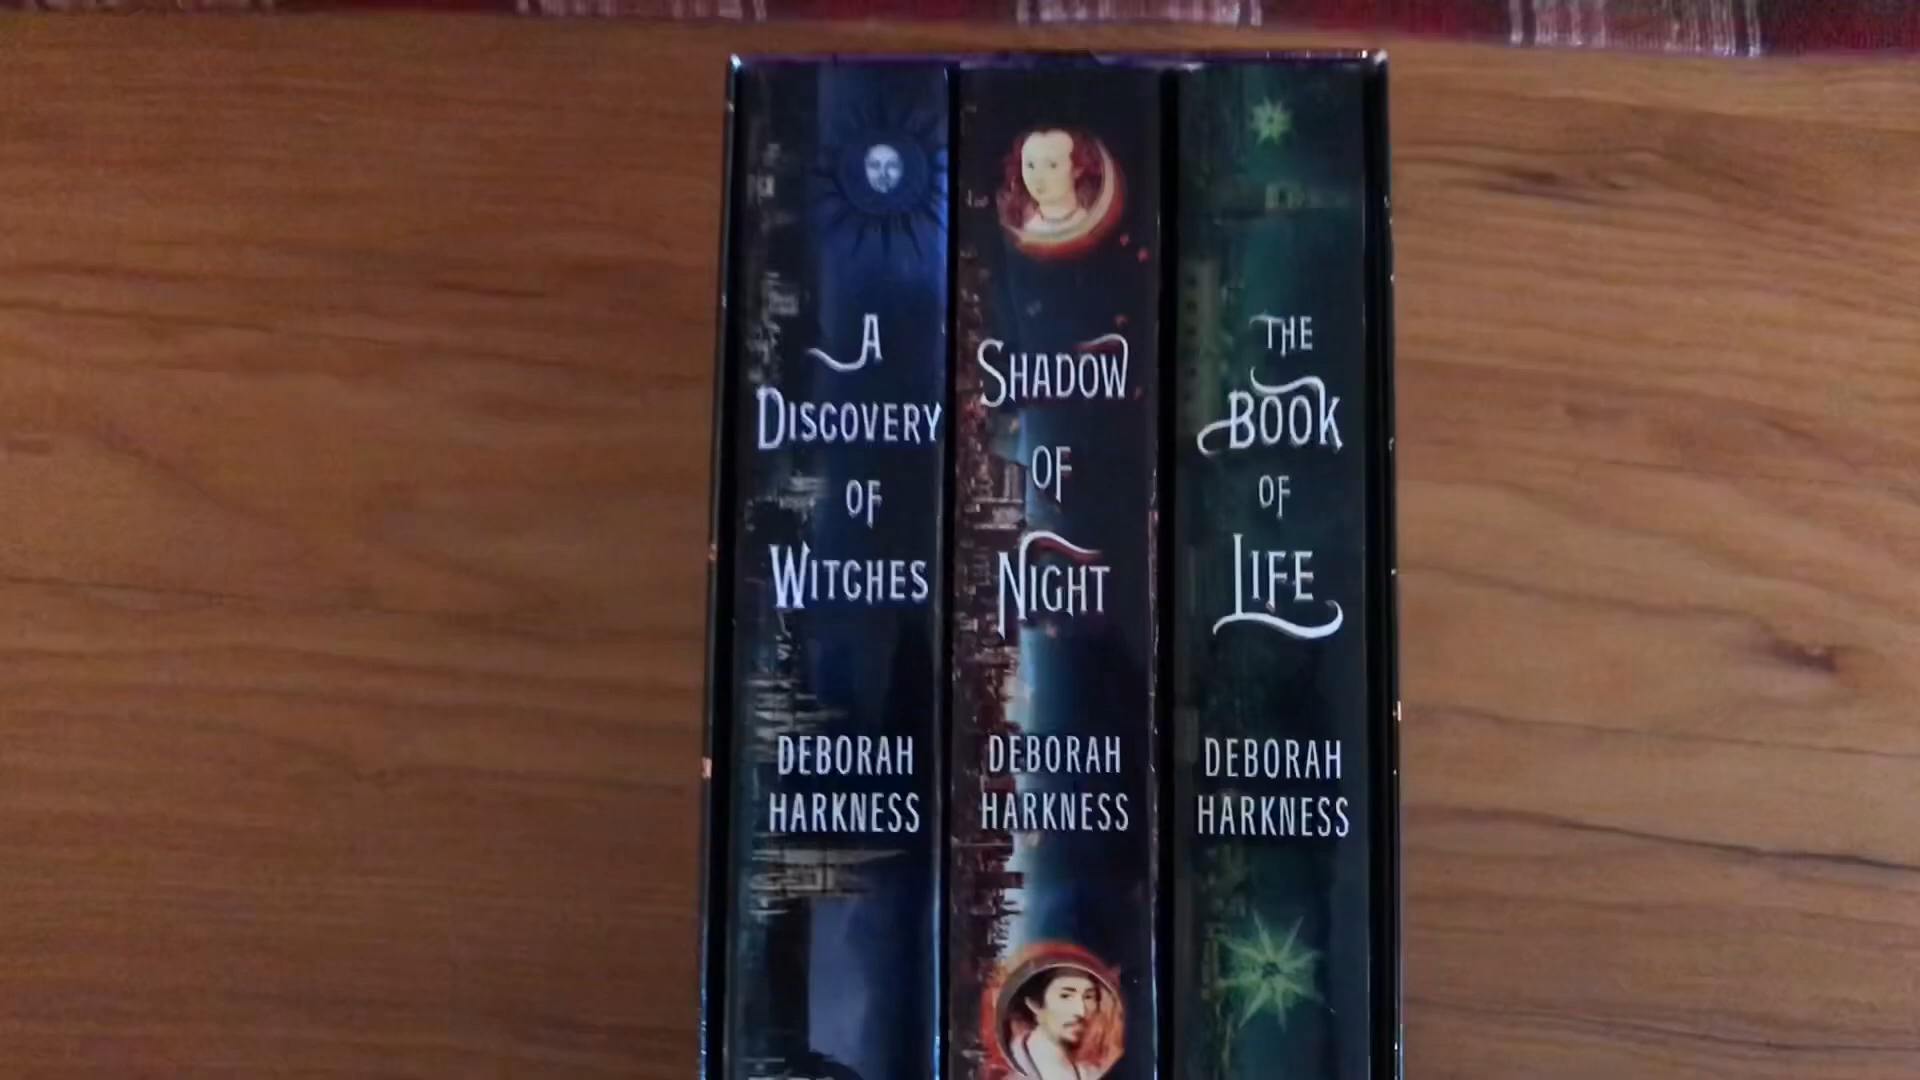 A
DISCOVERY
OF
WITCHES
DEBORAH
HARKNESS
SHADOW
OF
NIGHT
DEBORAH
HARKNESS
THE
BOOK
OF
LIFE
DEBORAH
HARKNESS